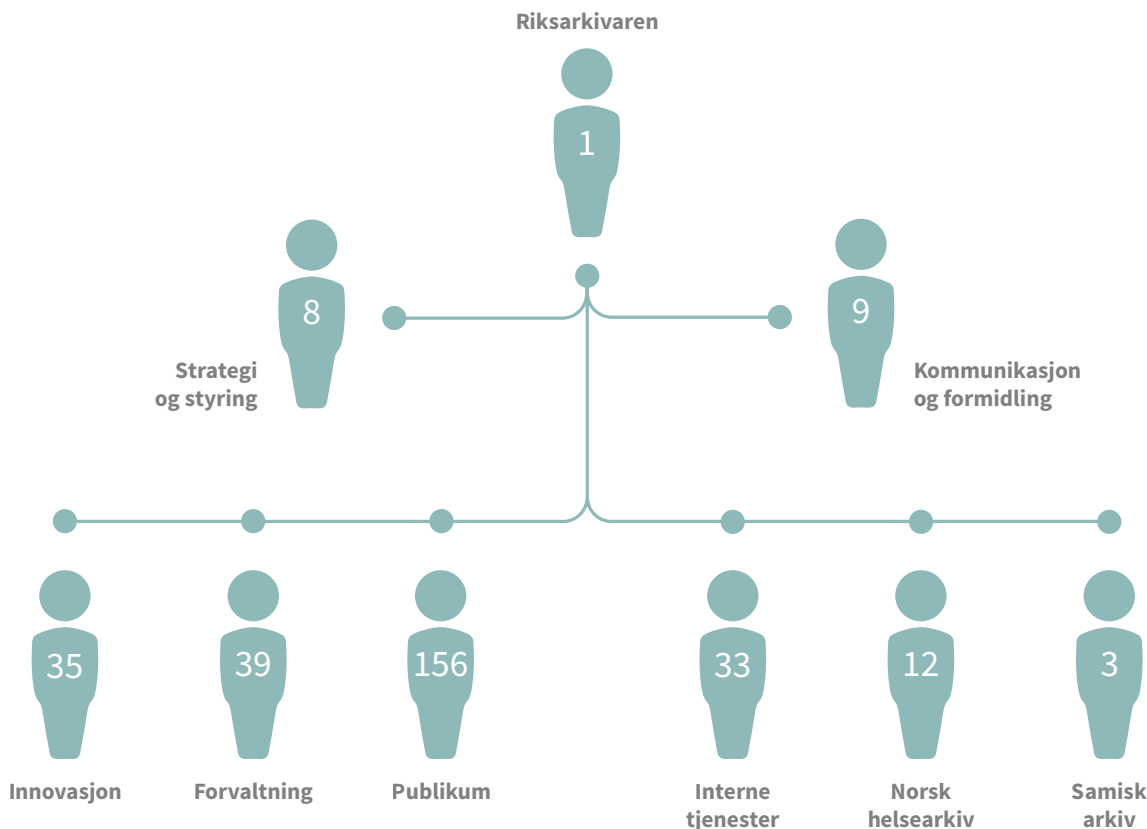 Riksarkivaren
1
8
9
Strategi
og styring
Kommunikasjon
og formidling
35
39
156
33
12
3
Innovasjon
Forvaltning
Publikum
Interne
tjenester
Norsk
helsearkiv
Samisk
arkiv